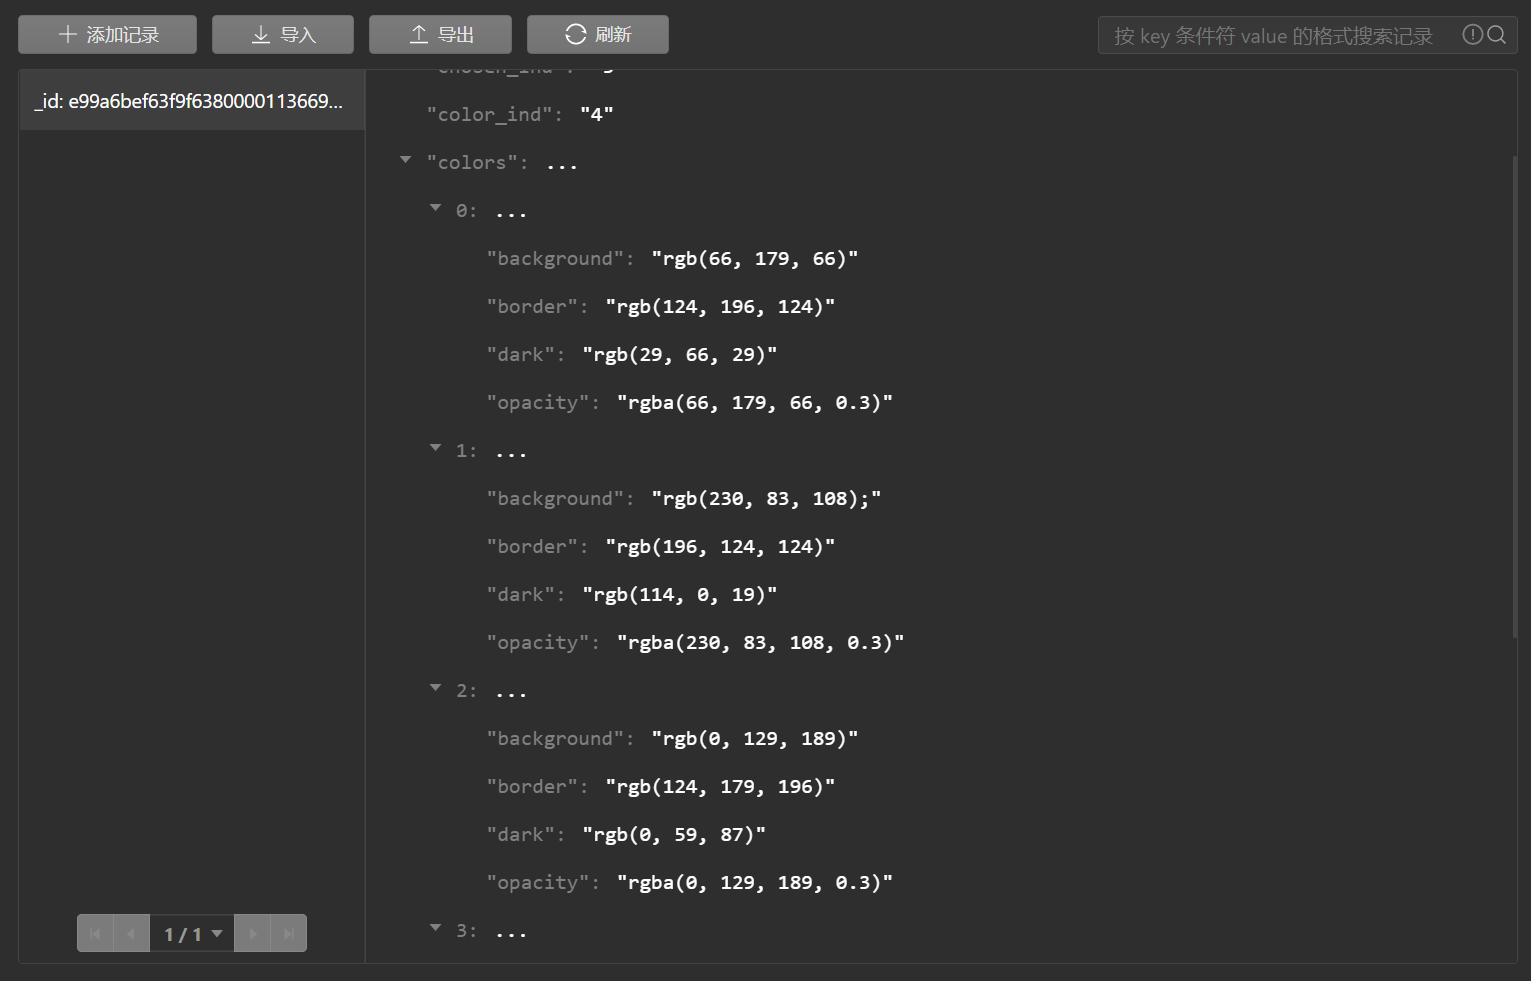 添加记录
导入
导出
刷新
按 key 条件符 value 的格式搜索记录
_id: e99a6bef63f9f6380000113669...
"color_ind": "4"
"colors": ...
0: ...
"background": "rgb(66, 179, 66)"
"border": "rgb(124, 196, 124)"
"dark": "rgb(29, 66, 29)"
"opacity": "rgba(66, 179, 66, 0.3)"
1: ...
"background": "rgb(230, 83, 108);"
"border": "rgb(196, 124, 124)"
"dark": "rgb(114, 0, 19)"
"opacity": "rgba(230, 83, 108, 0.3)"
2: ...
"background": "rgb(0, 129, 189)"
"border": "rgb(124, 179, 196)"
"dark": "rgb(0, 59, 87)"
"opacity": "rgba(0, 129, 189, 0.3)"
3: ...
1 / 1